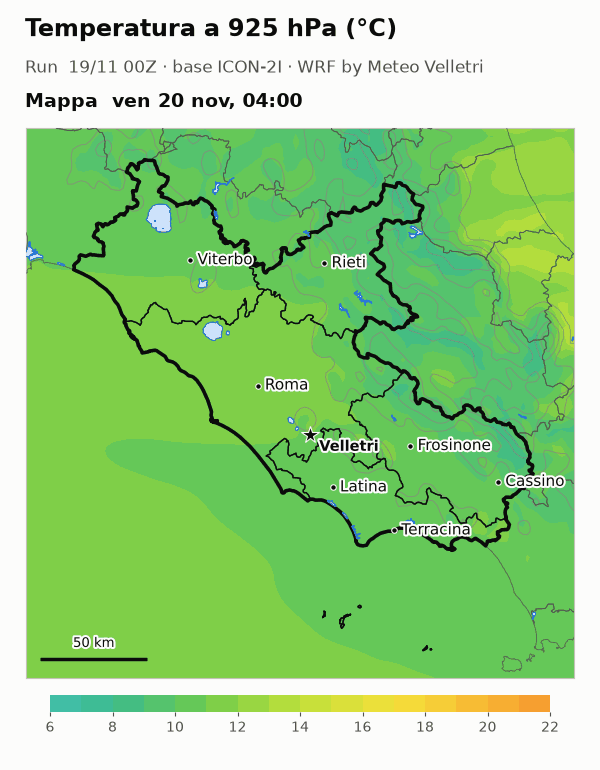 Temperatura a 925 hPa (°C)
Run  19/11 00Z · base ICON-2I · WRF by Meteo Velletri
Mappa  ven 20 nov, 04:00
Viterbo
Rieti
Roma
Velletri
Frosinone
Latina
Cassino
Terracina
50 km
6 8 10 12 14 16 18 20 22